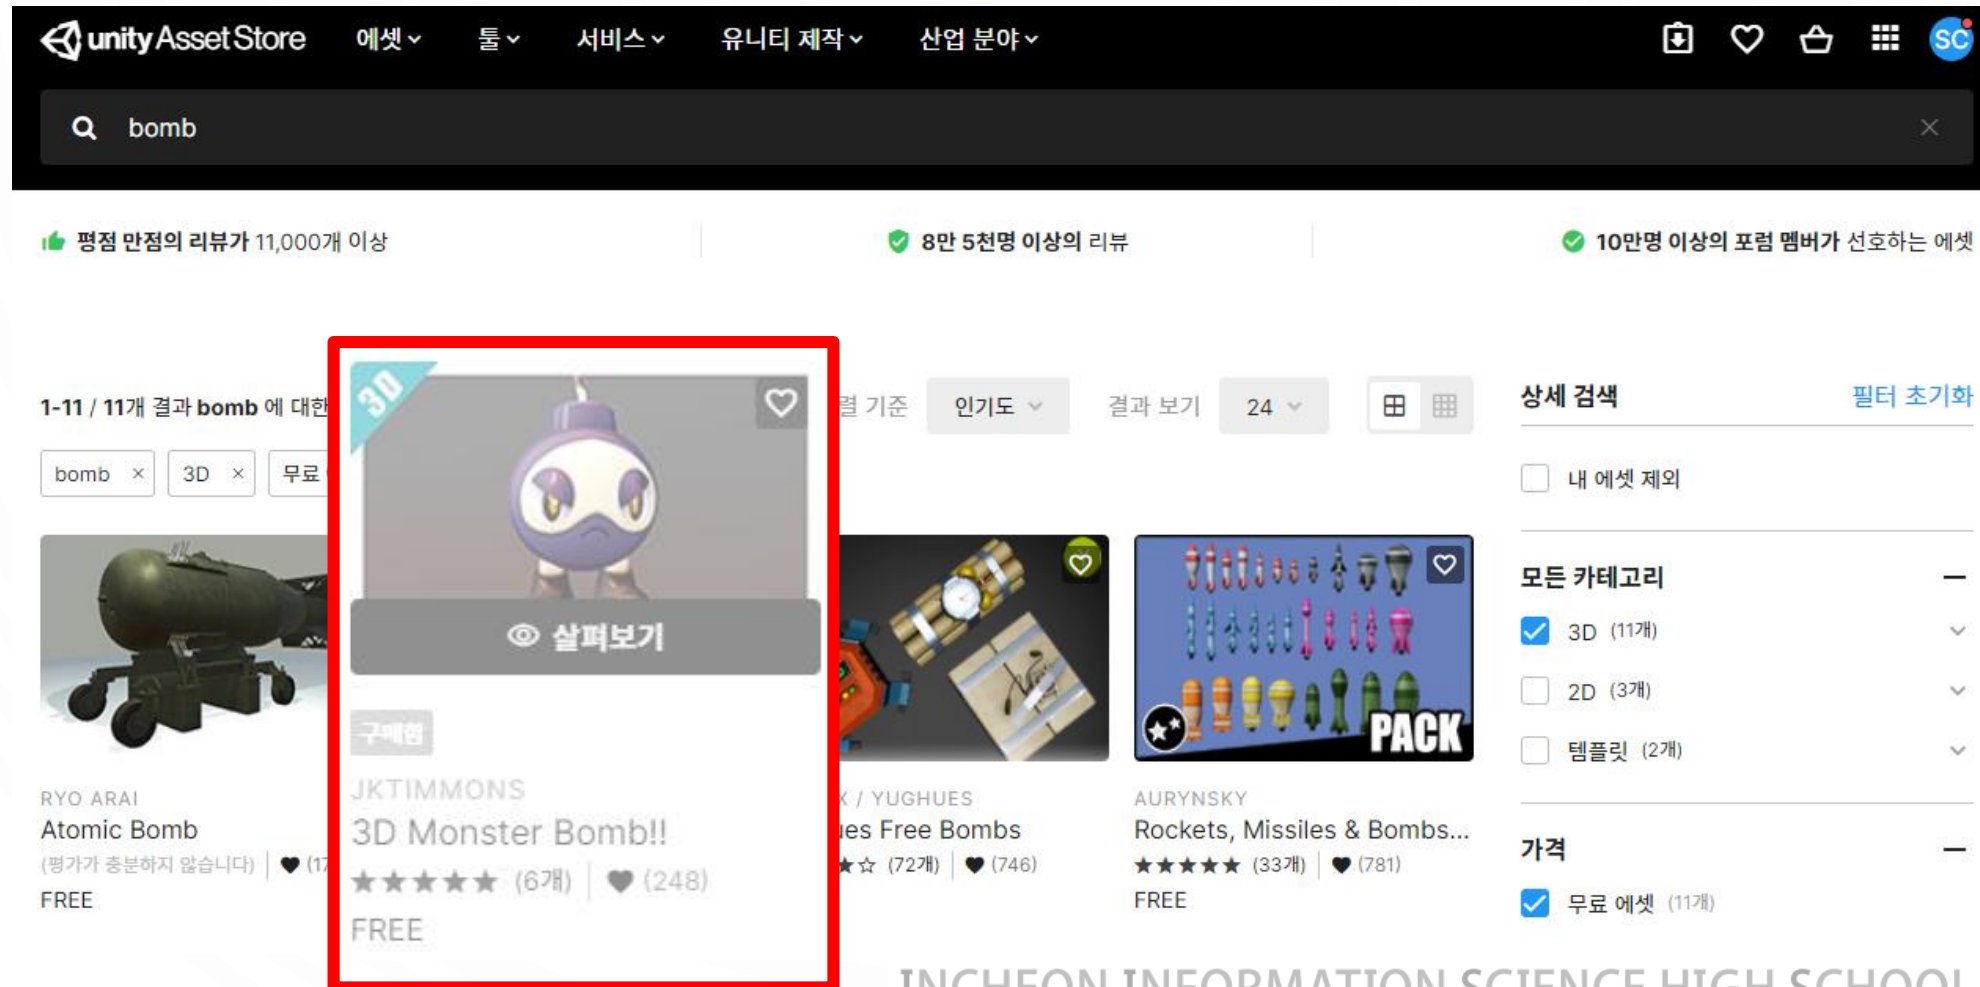 unity Asset Store 에셋 툴 서비스 유니티 제작 산업 분야 SC
bomb
평점 만점의 리뷰가 11,000개 이상
8만 5천명 이상의 리뷰
10만명 이상의 포럼 멤버가 선호하는 에셋
1-11 / 11개 결과 bomb 에 대한
렬 기준 인기도 결과 보기 24
bomb × 3D × 무료
3D
살펴보기
구매함
JKTIMMONS
3D Monster Bomb!!
★★★★★ (6개) ♥ (248)
FREE
RYO ARAI
Atomic Bomb
(평가가 충분하지 않습니다) ♥ (17
FREE
X / YUGHUES
ues Free Bombs
★☆ (72개) ♥ (746)
PACK
AURYNSKY
Rockets, Missiles & Bombs...
★★★★★ (33개) ♥ (781)
FREE
상세 검색 필터 초기화
내 에셋 제외
모든 카테고리
3D (11개)
2D (3개)
템플릿 (2개)
가격
무료 에셋 (11개)
INCHEON INFORMATION SCIENCE HIGH SCHOOL